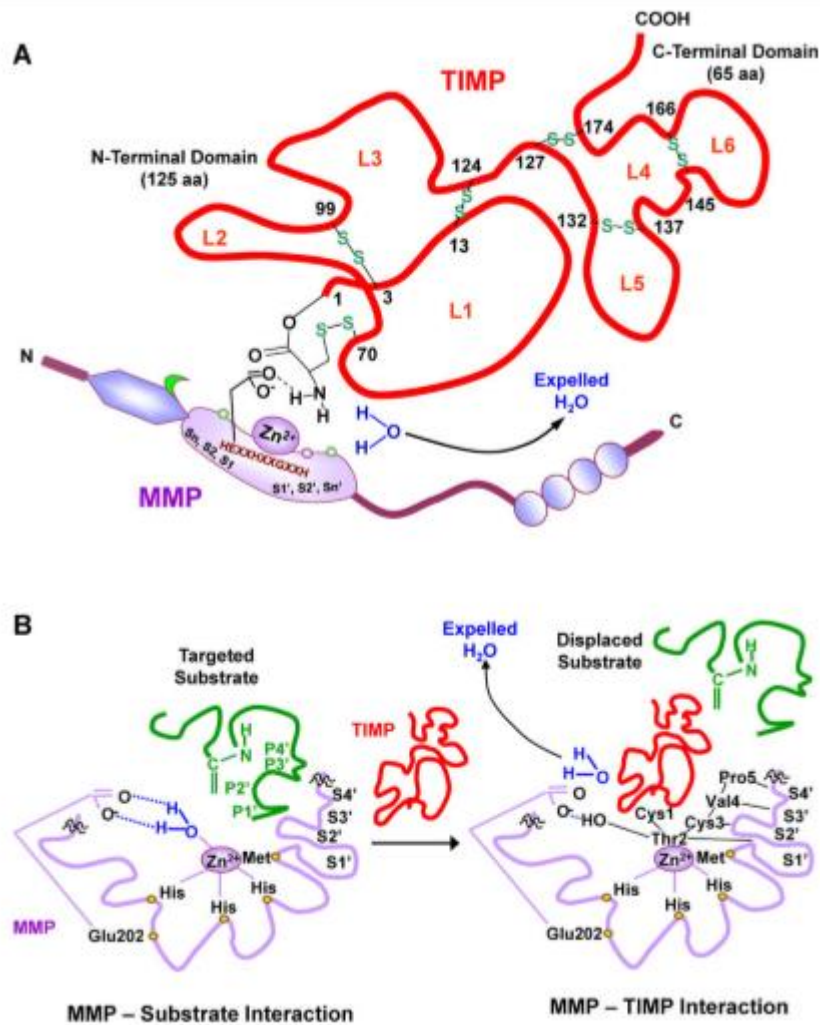 A
COOH
C-Terminal Domain
(65 aa)
TIMP
166
174
L6
N-Terminal Domain
(125 aa)
L3
124
127
S-S
S-S
L4
145
99
S
S
S-S
132
S-S
137
13
L2
L5
1
3
L1
S-S
70
O
O
O
O-
H-N
H
N
Expelled
H₂O
H
O
H
C
Zn²⁺
Sn, S2, S1
HEXXHXXGXXH
S1', S2', Sn'
MMP
B
Expelled
H₂O
Displaced
Substrate
Targeted
Substrate
H
N
C
TIMP
H
N
C
P4'
P3'
P2'
P1'
O
O-
H
H-O
S4'
S3'
S2'
S1'
Zn²⁺
Met
His
His
His
MMP
Glu202
H
H-O
O
O-
HO
Pro5
Val4
Cys1
Cys3
Thr2
S4'
S3'
S2'
S1'
Zn²⁺
Met
His
His
His
Glu202
MMP – Substrate Interaction
MMP – TIMP Interaction